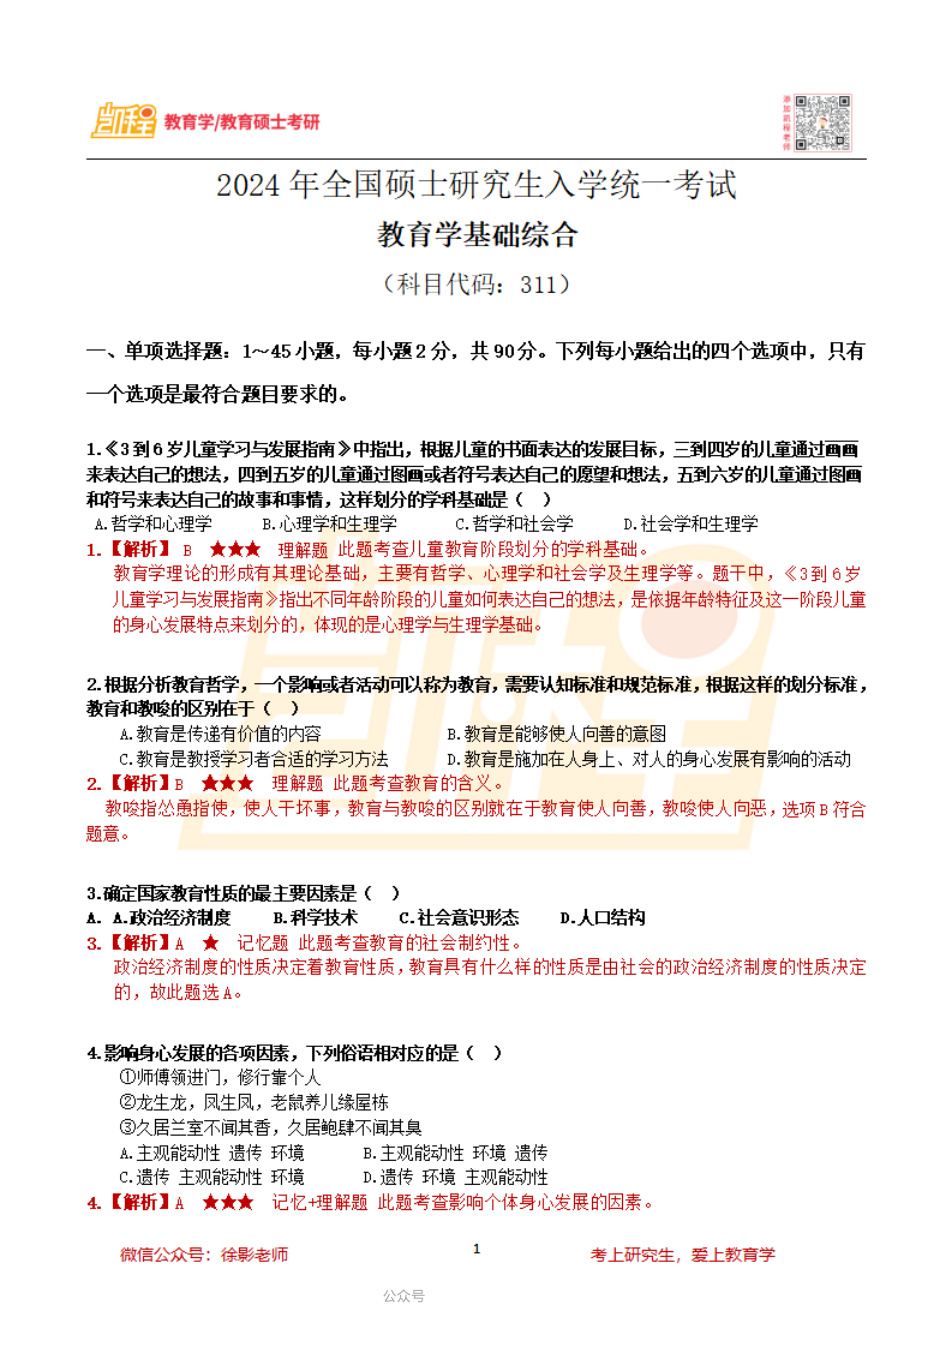 凯程 教育学/教育硕士考研
添加凯程老师
2024 年全国硕士研究生入学统一考试
教育学基础综合
（科目代码：311）
一、单项选择题：1～45 小题，每小题 2 分，共 90 分。下列每小题给出的四个选项中，只有
一个选项是最符合题目要求的。
1.《3 到 6 岁儿童学习与发展指南》中指出，根据儿童的书面表达的发展目标，三到四岁的儿童通过画画
来表达自己的想法，四到五岁的儿童通过图画或者符号表达自己的愿望和想法，五到六岁的儿童通过图画
和符号来表达自己的故事和事情，这样划分的学科基础是（ ）
A.哲学和心理学 B.心理学和生理学 C.哲学和社会学 D.社会学和生理学
1.【解析】 B ★★★ 理解题 此题考查儿童教育阶段划分的学科基础。
教育学理论的形成有其理论基础，主要有哲学、心理学和社会学及生理学等。题干中，《3 到 6 岁
儿童学习与发展指南》指出不同年龄阶段的儿童如何表达自己的想法，是依据年龄特征及这一阶段儿童
的身心发展特点来划分的，体现的是心理学与生理学基础。
2.根据分析教育哲学，一个影响或者活动可以称为教育，需要认知标准和规范标准，根据这样的划分标准，
教育和教唆的区别在于（ ）
A.教育是传递有价值的内容 B.教育是能够使人向善的意图
C.教育是教授学习者合适的学习方法 D.教育是施加在人身上、对人的身心发展有影响的活动
2.【解析】B ★★★ 理解题 此题考查教育的含义。
教唆指怂恿指使，使人干坏事，教育与教唆的区别就在于教育使人向善，教唆使人向恶，选项 B 符合
题意。
3.确定国家教育性质的最主要因素是（ ）
A. A.政治经济制度 B.科学技术 C.社会意识形态 D.人口结构
3.【解析】A ★ 记忆题 此题考查教育的社会制约性。
政治经济制度的性质决定着教育性质，教育具有什么样的性质是由社会的政治经济制度的性质决定
的，故此题选 A。
4.影响身心发展的各项因素，下列俗语相对应的是（ ）
①师傅领进门，修行靠个人
②龙生龙，凤生凤，老鼠养儿缘屋栋
③久居兰室不闻其香，久居鲍肆不闻其臭
A.主观能动性 遗传 环境 B.主观能动性 环境 遗传
C.遗传 主观能动性 环境 D.遗传 环境 主观能动性
4.【解析】A ★★★ 记忆+理解题 此题考查影响个体身心发展的因素。
微信公众号：徐影老师 1 考上研究生，爱上教育学
公众号